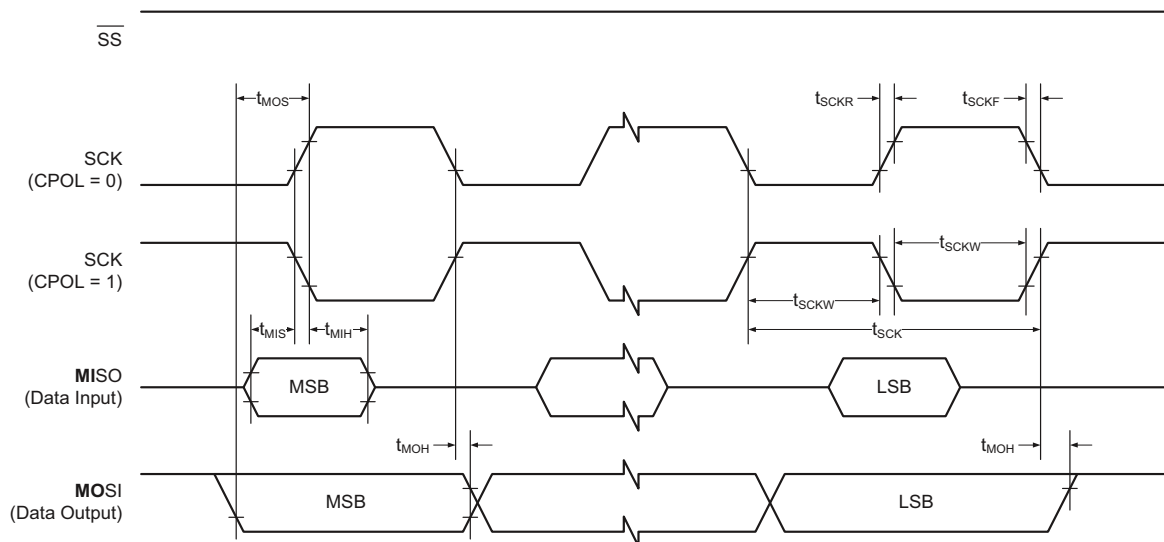 SS
tMOS
tSCKR
tSCKF
SCK
(CPOL = 0)
SCK
(CPOL = 1)
tSCKW
tSCKW
tMIS
tMIH
tSCK
MISO
(Data Input)
MSB
LSB
tMOH
tMOH
MOSI
(Data Output)
MSB
LSB